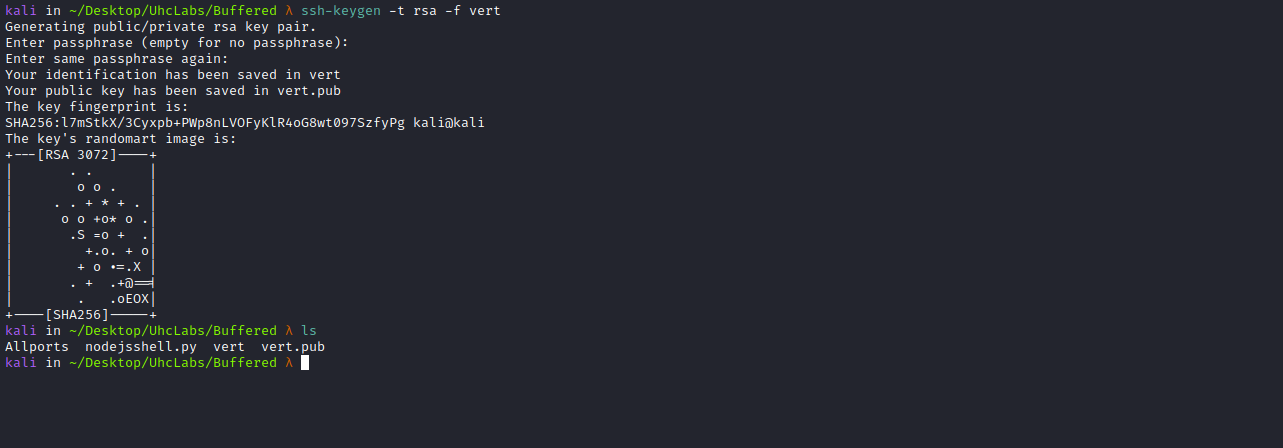 kali in ~/Desktop/UhcLabs/Buffered λ ssh-keygen -t rsa -f vert
Generating public/private rsa key pair.
Enter passphrase (empty for no passphrase):
Enter same passphrase again:
Your identification has been saved in vert
Your public key has been saved in vert.pub
The key fingerprint is:
SHA256:l7mStkX/3Cyxpb+PWp8nLVOFyKlR4oG8wt097SzfyPg kali@kali
The key's randomart image is:
+---[RSA 3072]----+
|       . .       |
|        o o .    |
|     . . + * + . |
|      o o +o* o .|
|       .S =o +  .|
|         +.o. + o|
|        + o *=.X |
|       . +  .+@==|
|        .   .oEOX|
+----[SHA256]-----+
kali in ~/Desktop/UhcLabs/Buffered λ ls
Allports  nodejsshell.py  vert  vert.pub
kali in ~/Desktop/UhcLabs/Buffered λ